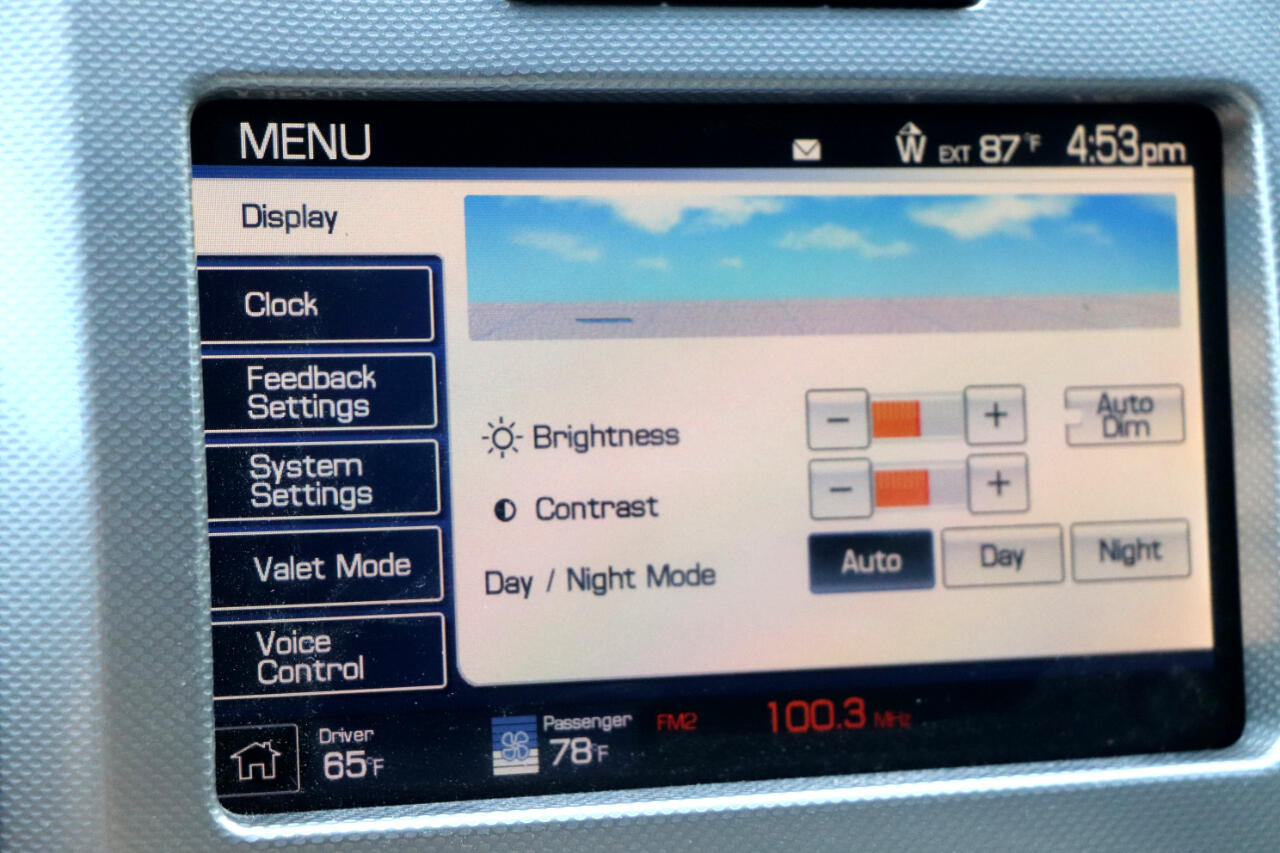 MENU
W EXT 87°F 4:53pm
Display
Clock
Feedback
Settings
System
Settings
Valet Mode
Voice
Control
Brightness
- +
Auto
Dim
Contrast
- +
Day / Night Mode
Auto Day Night
Driver
65°F
Passenger
78°F
FM2 100.3 MHz